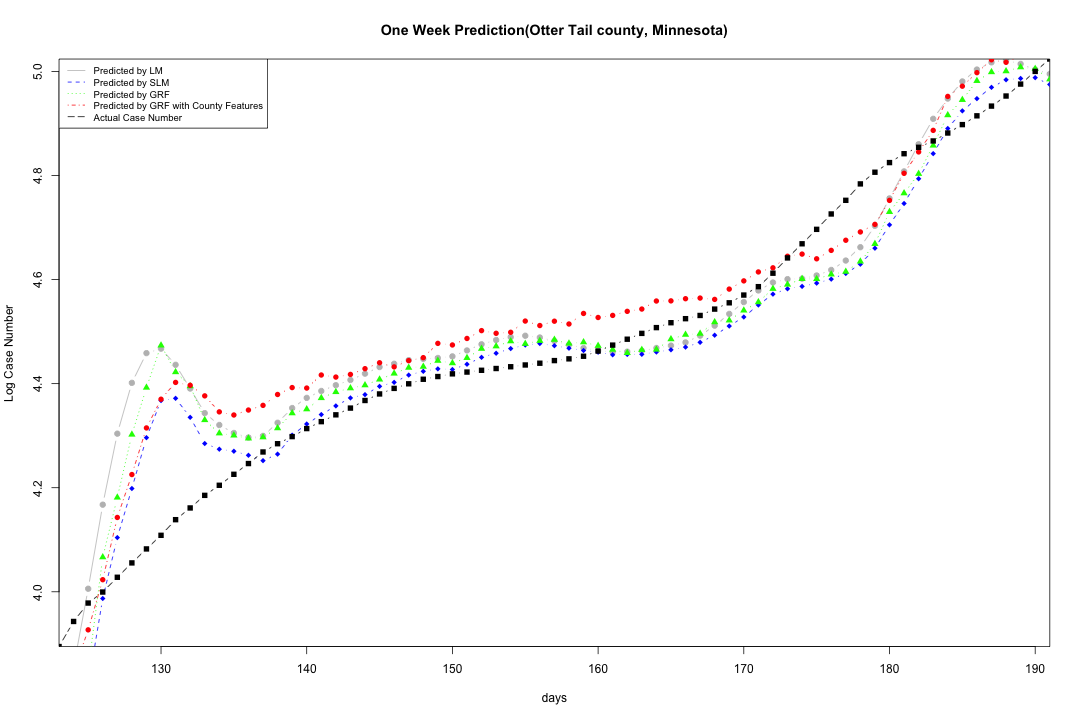 One Week Prediction(Otter Tail county, Minnesota)
Predicted by LM
Predicted by SLM
Predicted by GRF
Predicted by GRF with County Features
Actual Case Number
Log Case Number
5.0
4.8
4.6
4.4
4.2
4.0
130 140 150 160 170 180 190
days